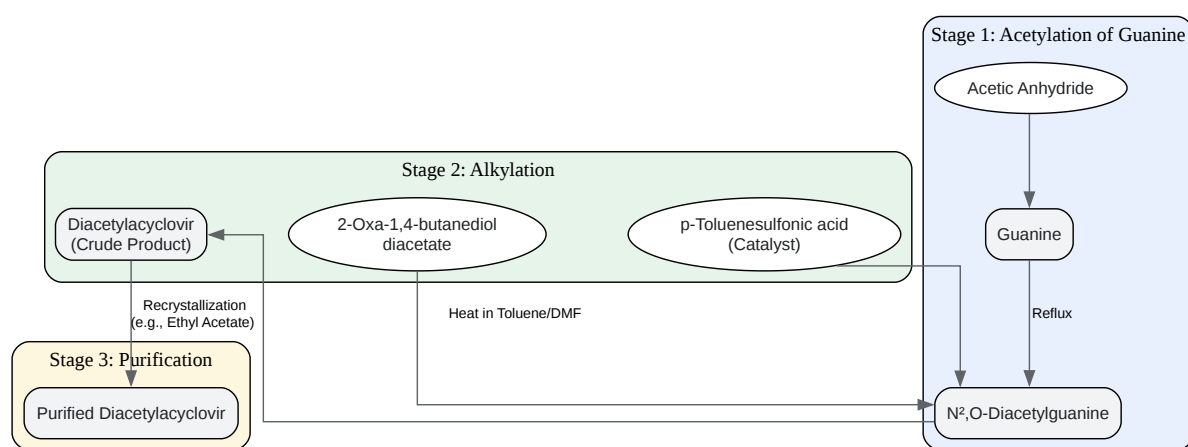 Stage 1: Acetylation of Guanine
Acetic Anhydride
Guanine
Reflux
N²,O-Diacetylguanine
Stage 2: Alkylation
Diacetylacyclovir
(Crude Product)
2-Oxa-1,4-butanediol
diacetate
p-Toluenesulfonic acid
(Catalyst)
Heat in Toluene/DMF
Recrystallization
(e.g., Ethyl Acetate)
Stage 3: Purification
Purified Diacetylacyclovir